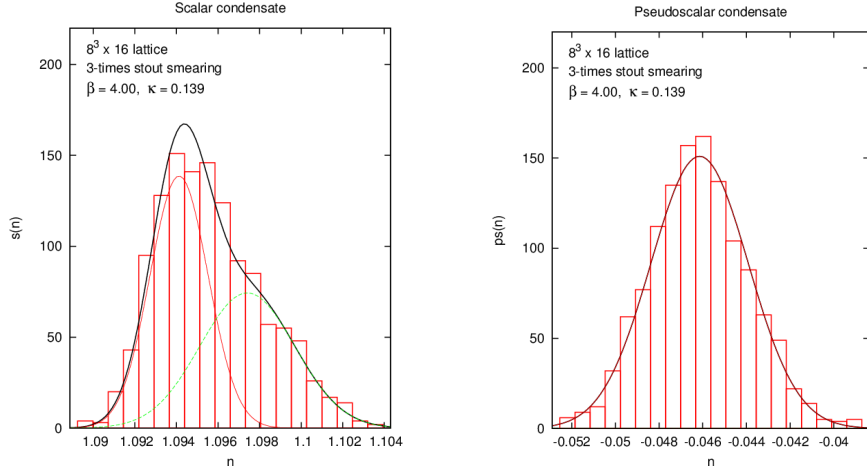 Scalar condensate
8³ x 16 lattice
3-times stout smearing
β = 4.00, κ = 0.139
s(n)
200
150
100
50
0
1.09 1.092 1.094 1.096 1.098 1.1 1.102 1.104
n
Pseudoscalar condensate
8³ x 16 lattice
3-times stout smearing
β = 4.00, κ = 0.139
ps(n)
200
150
100
50
0
-0.052 -0.05 -0.048 -0.046 -0.044 -0.042 -0.04
n